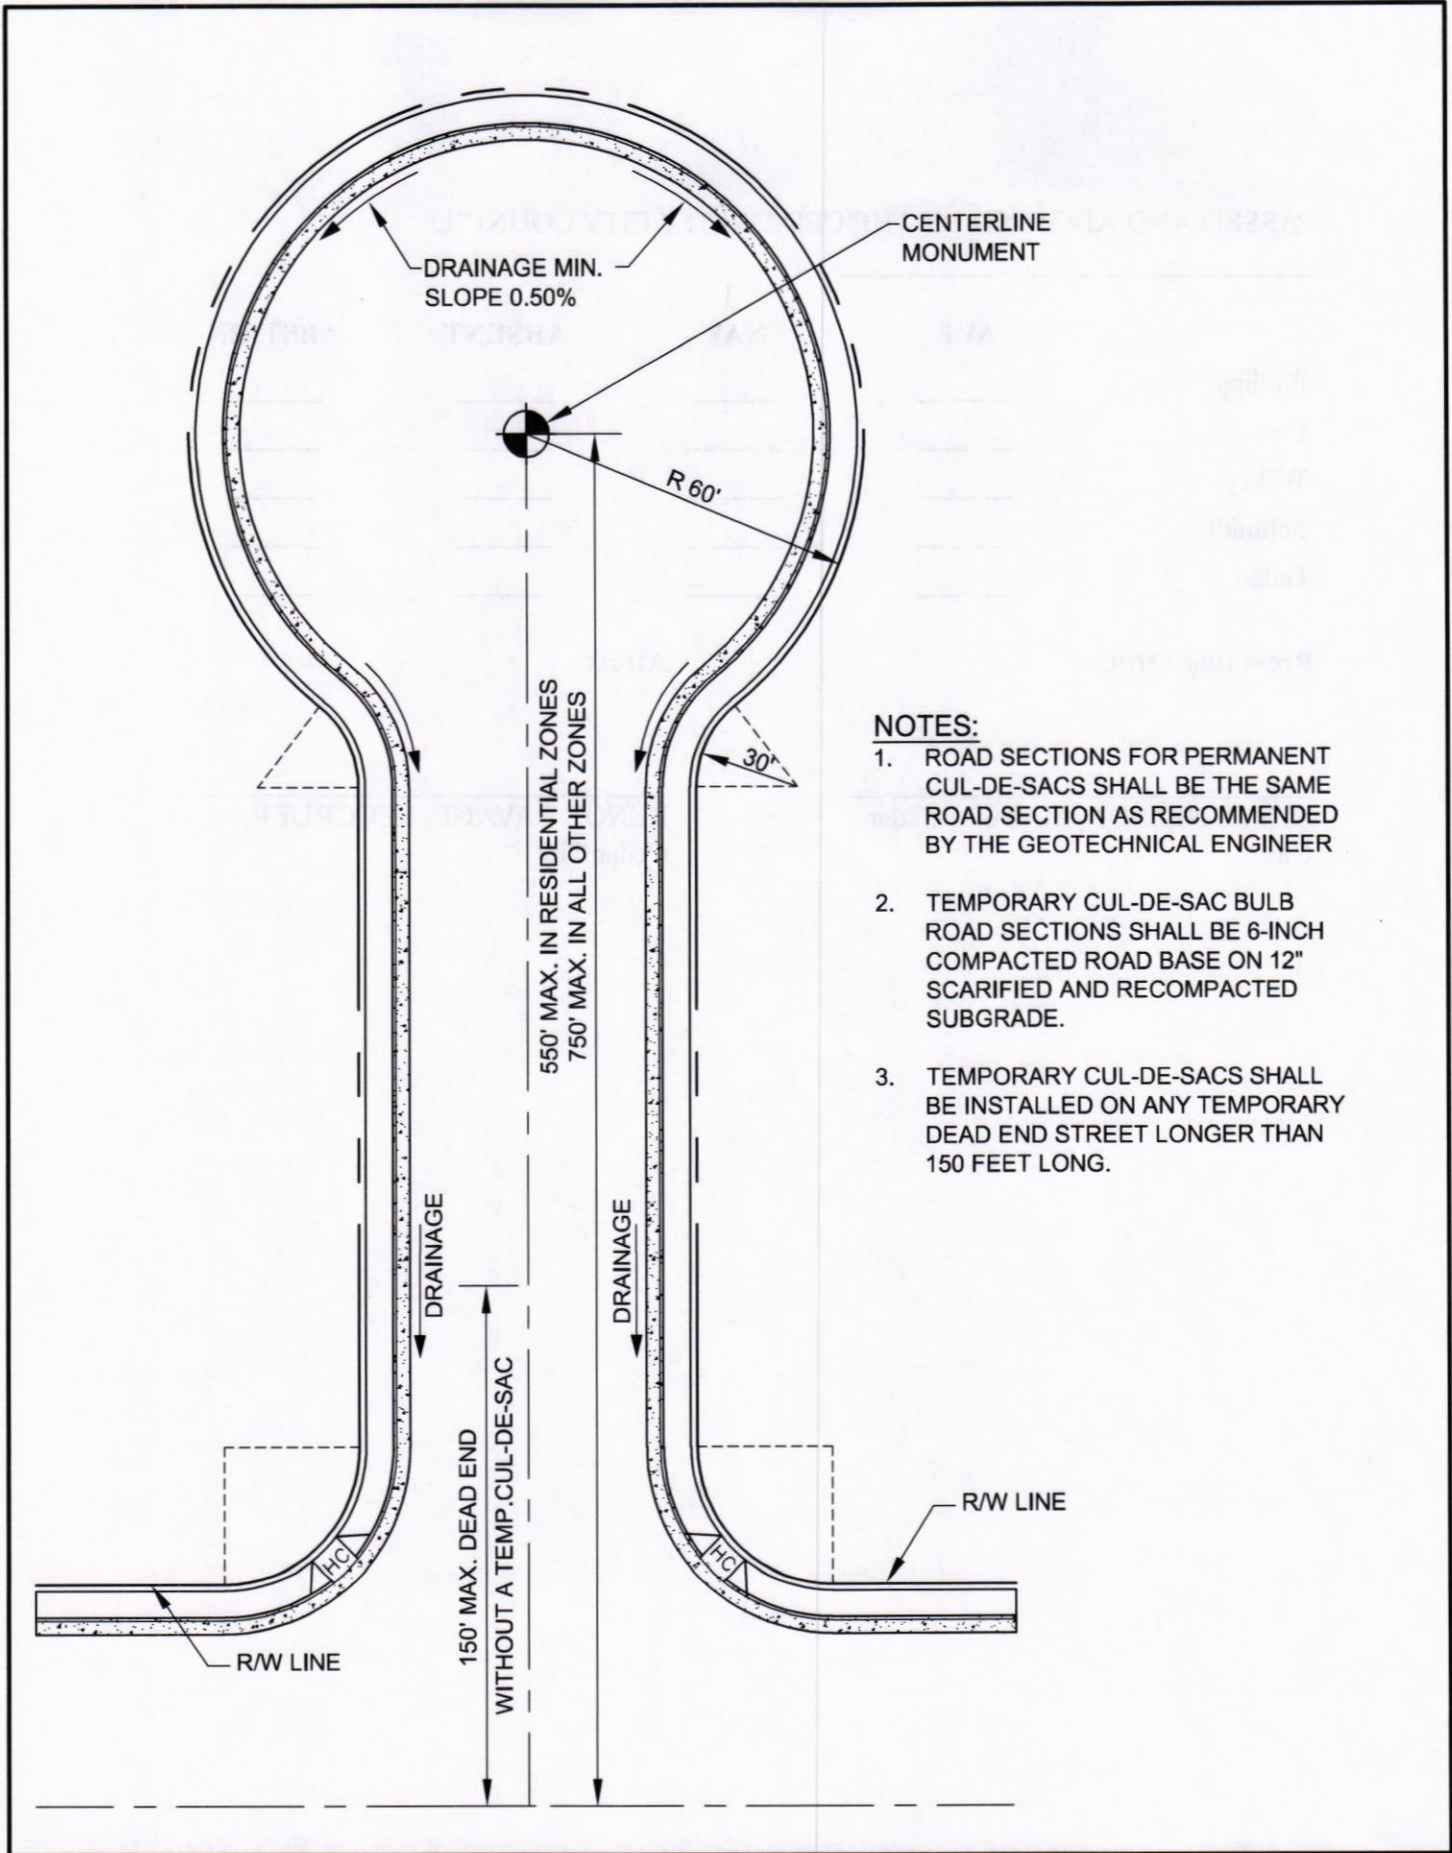 CENTERLINE
MONUMENT
DRAINAGE MIN.
SLOPE 0.50%
R 60'
550' MAX. IN RESIDENTIAL ZONES
750' MAX. IN ALL OTHER ZONES
30'
NOTES:
1. ROAD SECTIONS FOR PERMANENT
CUL-DE-SACS SHALL BE THE SAME
ROAD SECTION AS RECOMMENDED
BY THE GEOTECHNICAL ENGINEER
2. TEMPORARY CUL-DE-SAC BULB
ROAD SECTIONS SHALL BE 6-INCH
COMPACTED ROAD BASE ON 12"
SCARIFIED AND RECOMPACTED
SUBGRADE.
3. TEMPORARY CUL-DE-SACS SHALL
BE INSTALLED ON ANY TEMPORARY
DEAD END STREET LONGER THAN
150 FEET LONG.
DRAINAGE
DRAINAGE
150' MAX. DEAD END
WITHOUT A TEMP.CUL-DE-SAC
HC
HC
R/W LINE
R/W LINE